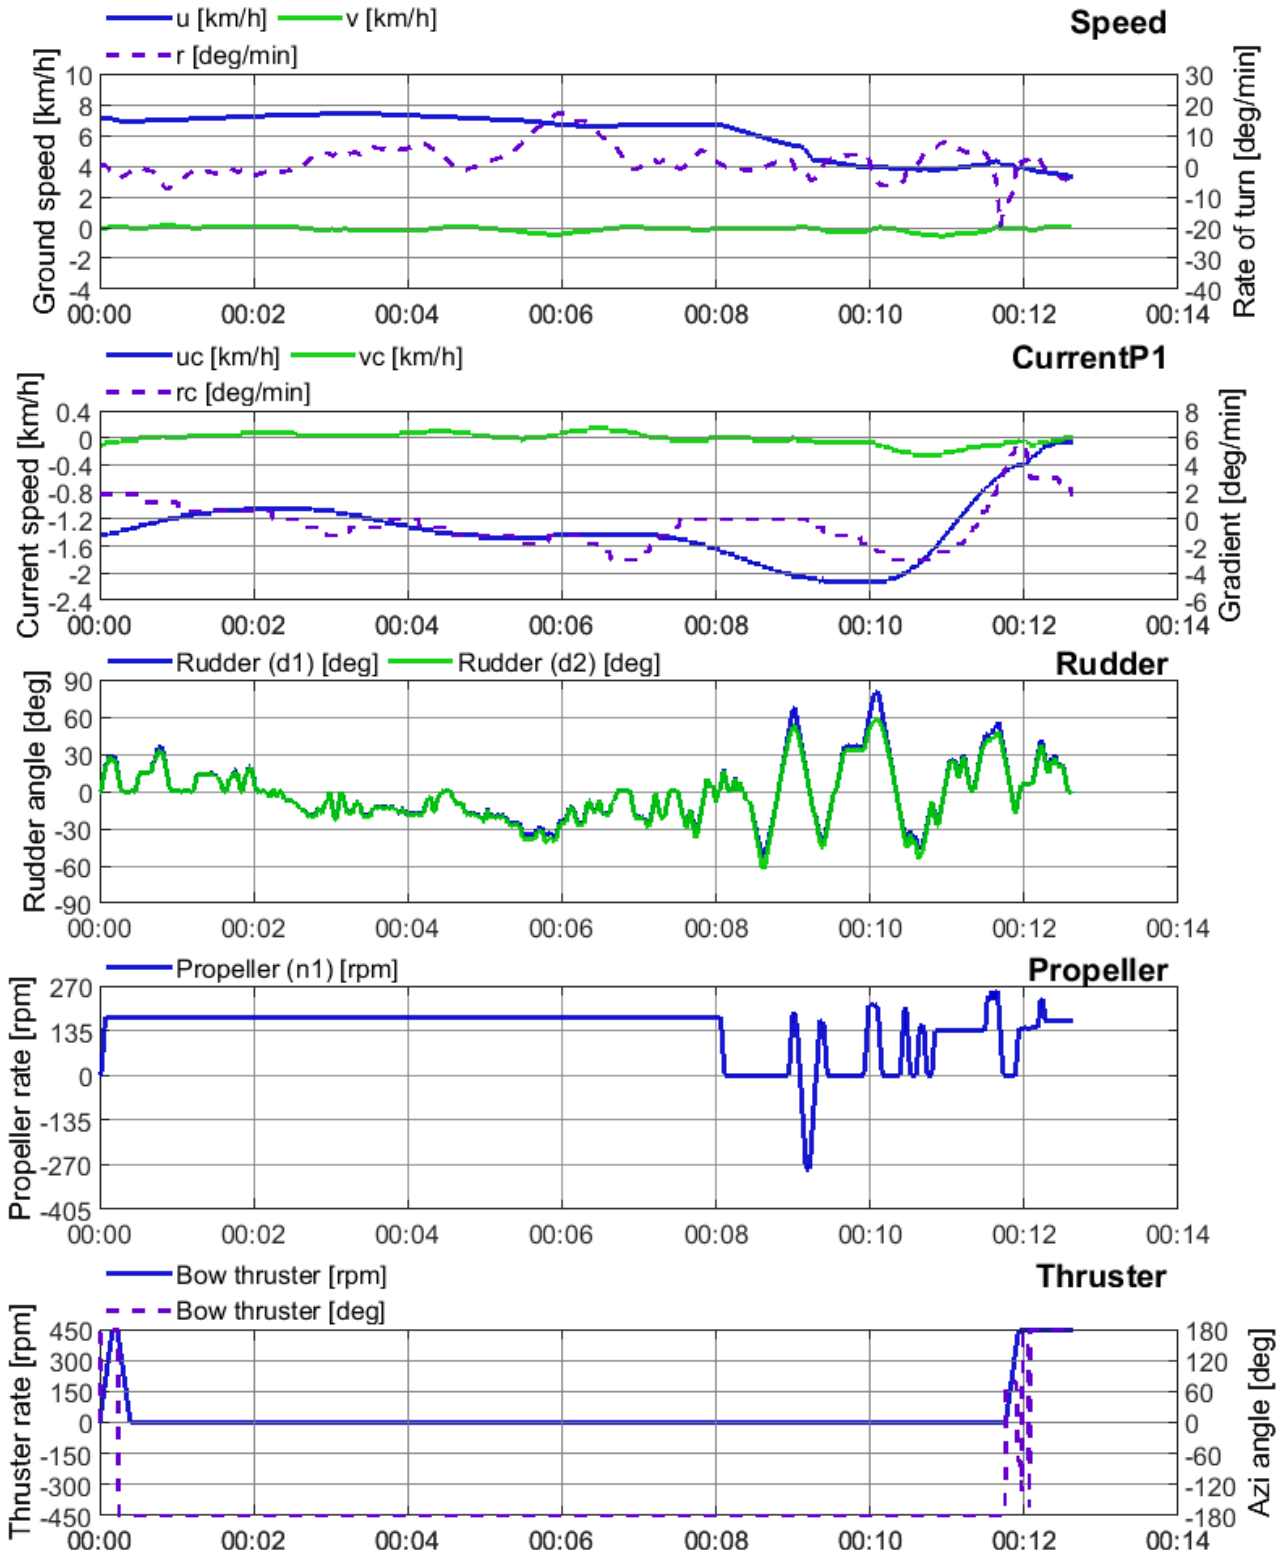 u [km/h] v [km/h] Speed
r [deg/min]
Ground speed [km/h]
10
8
6
4
2
0
-2
-4
30
20
10
0
-10
-20
-30
-40
Rate of turn [deg/min]
00:00 00:02 00:04 00:06 00:08 00:10 00:12 00:14
uc [km/h] vc [km/h] CurrentP1
rc [deg/min]
Current speed [km/h]
0.4
0
-0.4
-0.8
-1.2
-1.6
-2
-2.4
8
6
4
2
0
-2
-4
-6
Gradient [deg/min]
00:00 00:02 00:04 00:06 00:08 00:10 00:12 00:14
Rudder (d1) [deg] Rudder (d2) [deg] Rudder
Rudder angle [deg]
90
60
30
0
-30
-60
-90
00:00 00:02 00:04 00:06 00:08 00:10 00:12 00:14
Propeller (n1) [rpm] Propeller
Propeller rate [rpm]
270
135
0
-135
-270
-405
00:00 00:02 00:04 00:06 00:08 00:10 00:12 00:14
Bow thruster [rpm] Thruster
Bow thruster [deg]
Thruster rate [rpm]
450
300
150
0
-150
-300
-450
180
120
60
0
-60
-120
-180
Azi angle [deg]
00:00 00:02 00:04 00:06 00:08 00:10 00:12 00:14